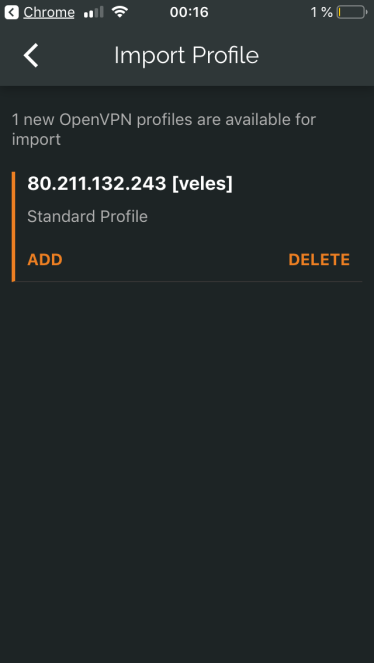 Chrome 00:16 1 %
Import Profile
1 new OpenVPN profiles are available for
import
80.211.132.243 [veles]
Standard Profile
ADD DELETE